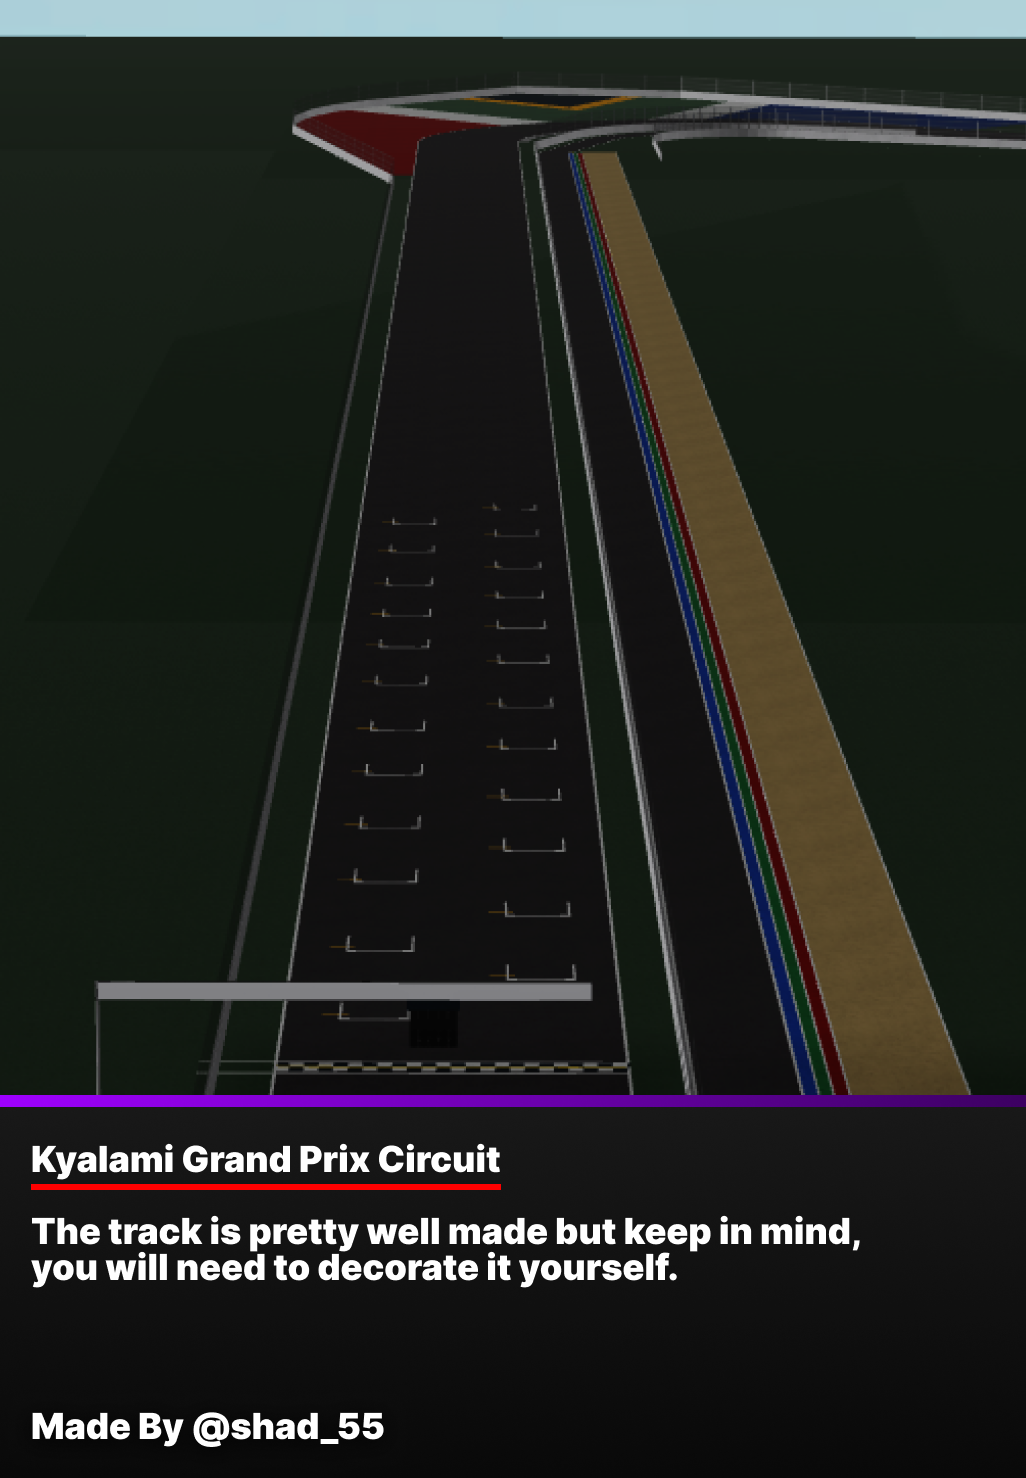 Kyalami Grand Prix Circuit
The track is pretty well made but keep in mind,
you will need to decorate it yourself.
Made By @shad_55